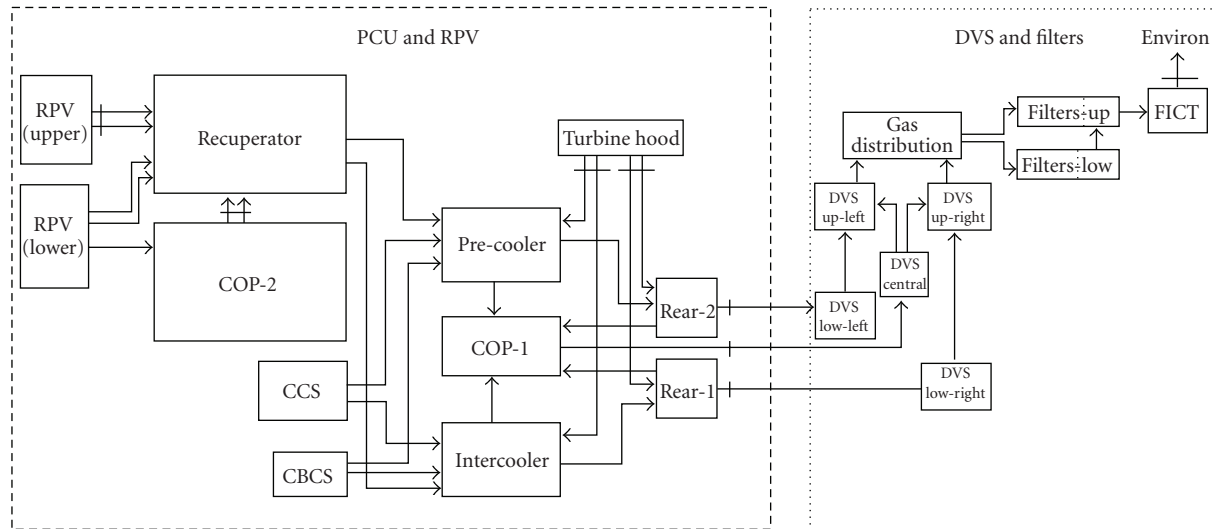 PCU and RPV
DVS and filters
Environ
RPV
(upper)
Recuperator
RPV
(lower)
COP-2
Turbine hood
Pre-cooler
COP-1
CCS
CBCS
Intercooler
Rear-2
Rear-1
Gas
distribution
Filters-up
Filters-low
FICT
DVS
up-left
DVS
up-right
DVS
central
DVS
low-left
DVS
low-right